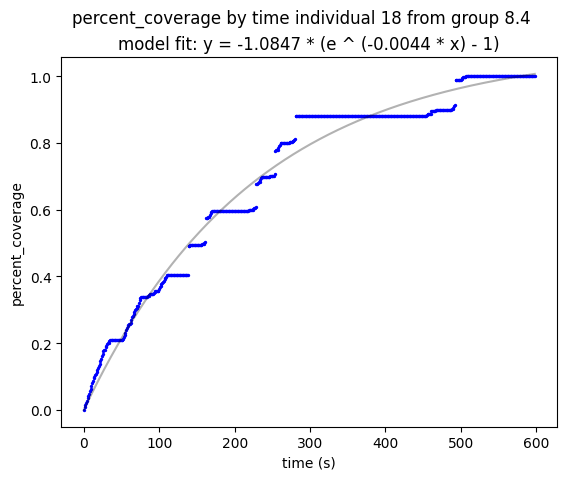 percent_coverage by time individual 18 from group 8.4
model fit: y = -1.0847 * (e ^ (-0.0044 * x) - 1)
1.0
0.8
0.6
0.4
0.2
0.0
percent_coverage
0 100 200 300 400 500 600
time (s)